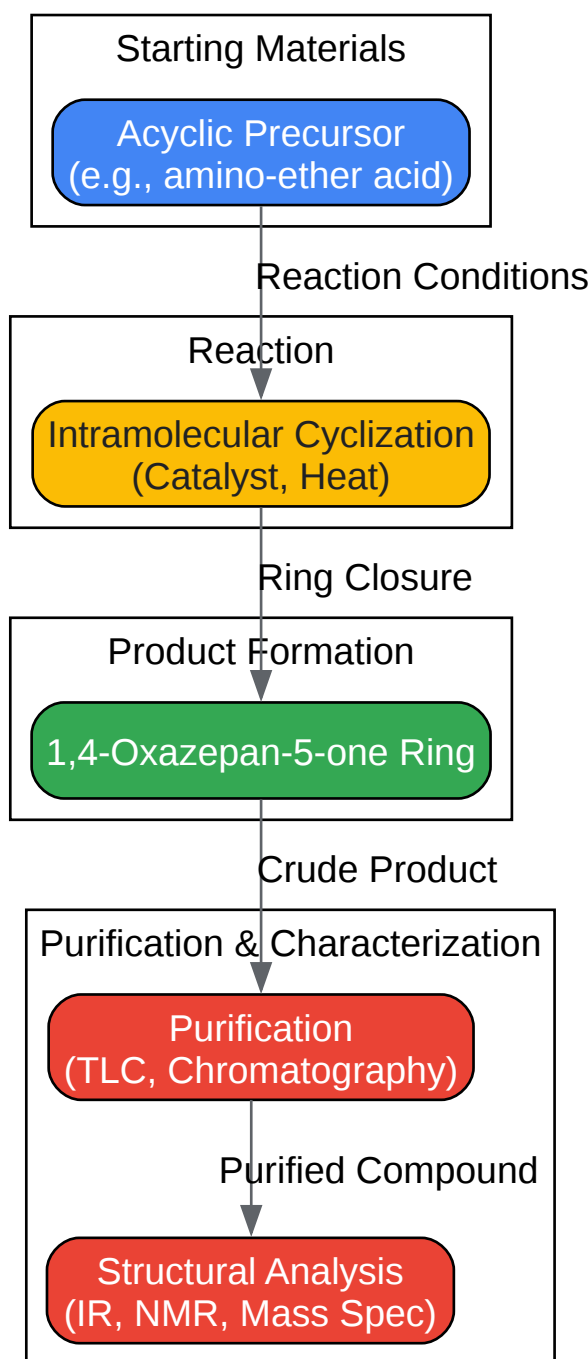 Starting Materials
Acyclic Precursor
(e.g., amino-ether acid)
Reaction Conditions
Reaction
Intramolecular Cyclization
(Catalyst, Heat)
Ring Closure
Product Formation
1,4-Oxazepan-5-one Ring
Crude Product
Purification & Characterization
Purification
(TLC, Chromatography)
Purified Compound
Structural Analysis
(IR, NMR, Mass Spec)